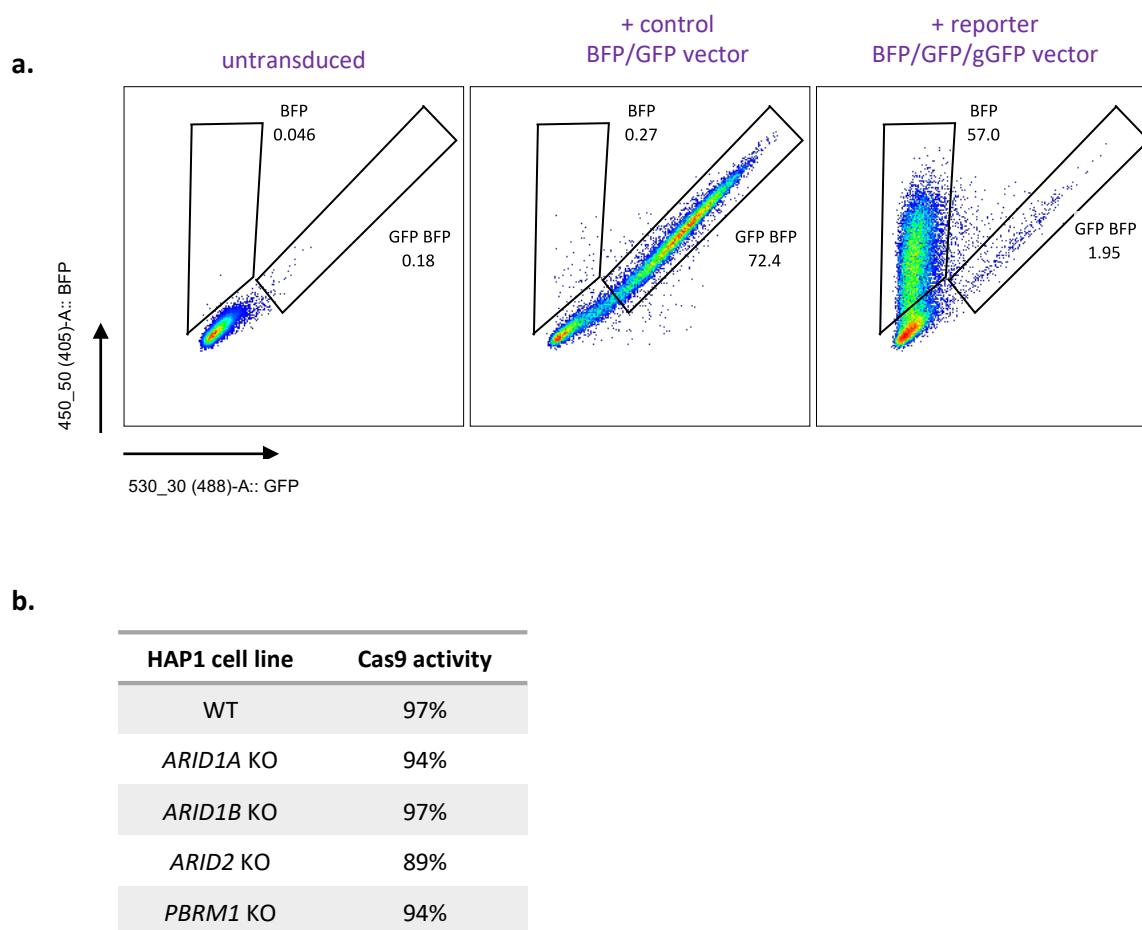 a.
untransduced
+ control
BFP/GFP vector
+ reporter
BFP/GFP/gGFP vector
BFP
0.046
GFP BFP
0.18
BFP
0.27
GFP BFP
72.4
BFP
57.0
GFP BFP
1.95
450_50 (405)-A:: BFP
530_30 (488)-A:: GFP
b.
HAP1 cell line Cas9 activity
WT 97%
ARID1A KO 94%
ARID1B KO 97%
ARID2 KO 89%
PBRM1 KO 94%